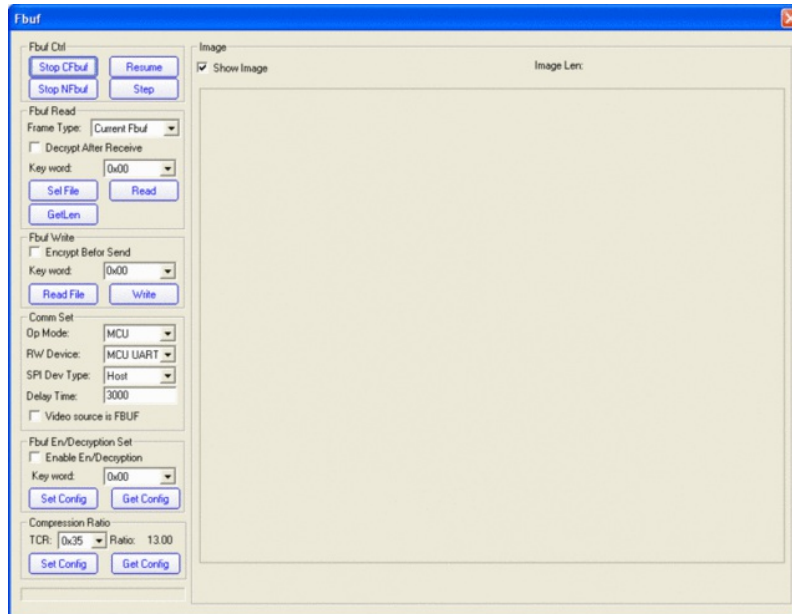 Fbuf
Fbuf Ctrl
Stop CFbuf Resume
Stop NFbuf Step
Fbuf Read
Frame Type: Current Fbuf
Decrypt After Receive
Key word: 0x00
Sel File Read
GetLen
Fbuf Write
Encrypt Befor Send
Key word: 0x00
Read File Write
Comm Set
Op Mode: MCU
RW Device: MCU UART
SPI Dev Type: Host
Delay Time: 3000
Video source is FBUF
Fbuf En/Decryption Set
Enable En/Decryption
Key word: 0x00
Set Config Get Config
Compression Ratio
TCR: 0x35 Ratio: 13.00
Set Config Get Config
Image
Show Image Image Len: